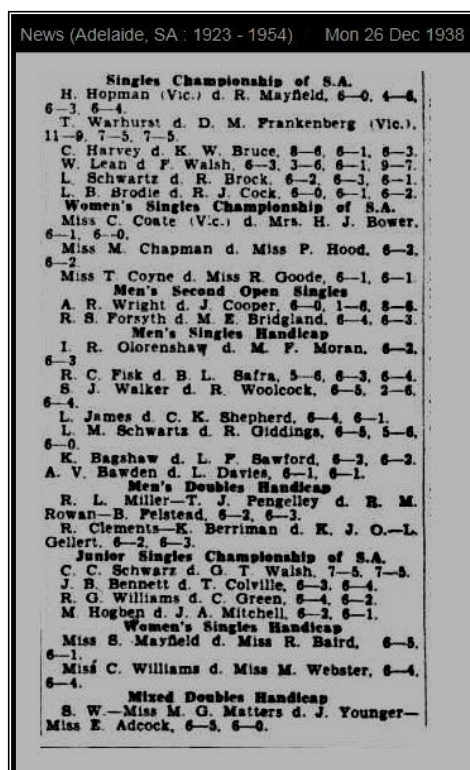 News (Adelaide, SA : 1923 - 1954) / Mon 26 Dec 1938
Singles Championship of S.A.
H. Hopman (Vic.) d. R. Mayfield, 6—0, 4—6,
6—3, 6—4.
T. Warhurst d. D. M. Frankenberg (Vic.),
11—9, 7—5, 7—5.
C. Harvey d. K. W. Bruce, 8—6, 6—1, 6—3.
W. Lean d F. Walsh, 6—3, 3—6, 6—1, 9—7.
L. Schwartz d. R. Brock, 6—2, 6—3, 6—1.
L. B. Brodie d. R. J. Cock, 6—0, 6—1, 6—2.
Women's Singles Championship of S.A.
Miss C. Coate (Vic.) d. Mrs. H. J. Bower,
6—1, 6—0.
Miss M. Chapman d. Miss P. Hood, 6—2,
6—2.
Miss T. Coyne d. Miss R. Goode, 6—1, 6—1
Men's Second Open Singles
A. R. Wright d. J. Cooper, 6—0, 1—6, 8—6.
R. S. Forsyth d. M. E. Bridgland, 6—4, 6—3.
Men's Singles Handicap
I. R. Olorenshaw d. M. F. Moran, 6—2,
6—3
R. C. Fisk d. B. L. Safra, 5—6, 6—3, 6—4.
S. J. Walker d. R. Woolcock, 6—5, 2—6,
6—4.
L. James d. C. K. Shepherd, 6—4, 6—1.
L. M. Schwartz d. R. Giddings, 6—5, 5—6,
6—0.
K. Bagshaw d. L. F. Bawford, 6—2, 6—2.
A. V. Bawden d. L. Davies, 6—1, 6—1.
Men's Doubles Handicap
R. L. Miller—T. J. Pengelley d. R. M.
Rowan—B. Felstead, 6—2, 6—3.
R. Clements—K. Berriman d. K. J. O.—L.
Gellert, 6—2, 6—3.
Junior Singles Championship of S.A.
C. C. Schwarz d. G. T. Walsh, 7—5, 7—5.
J. B. Bennett d. T. Colville, 6—3, 6—4.
R. G. Williams d. C. Green, 6—4, 6—2.
M. Hogben d. J. A. Mitchell, 6—2, 6—1.
Women's Singles Handicap
Miss S. Mayfield d. Miss R. Baird, 6—5,
6—1.
Miss C. Williams d. Miss M. Webster, 6—4,
6—4.
Mixed Doubles Handicap
S. W.—Miss M. G. Matters d. J. Younger—
Miss E. Adcock, 6—5, 6—0.